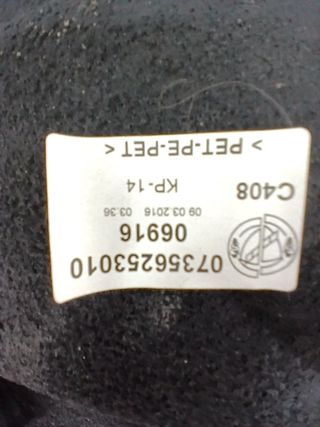 07356253010
06916
09.03.2016 03:36
C408
KP-14
> PET-PE-PET <